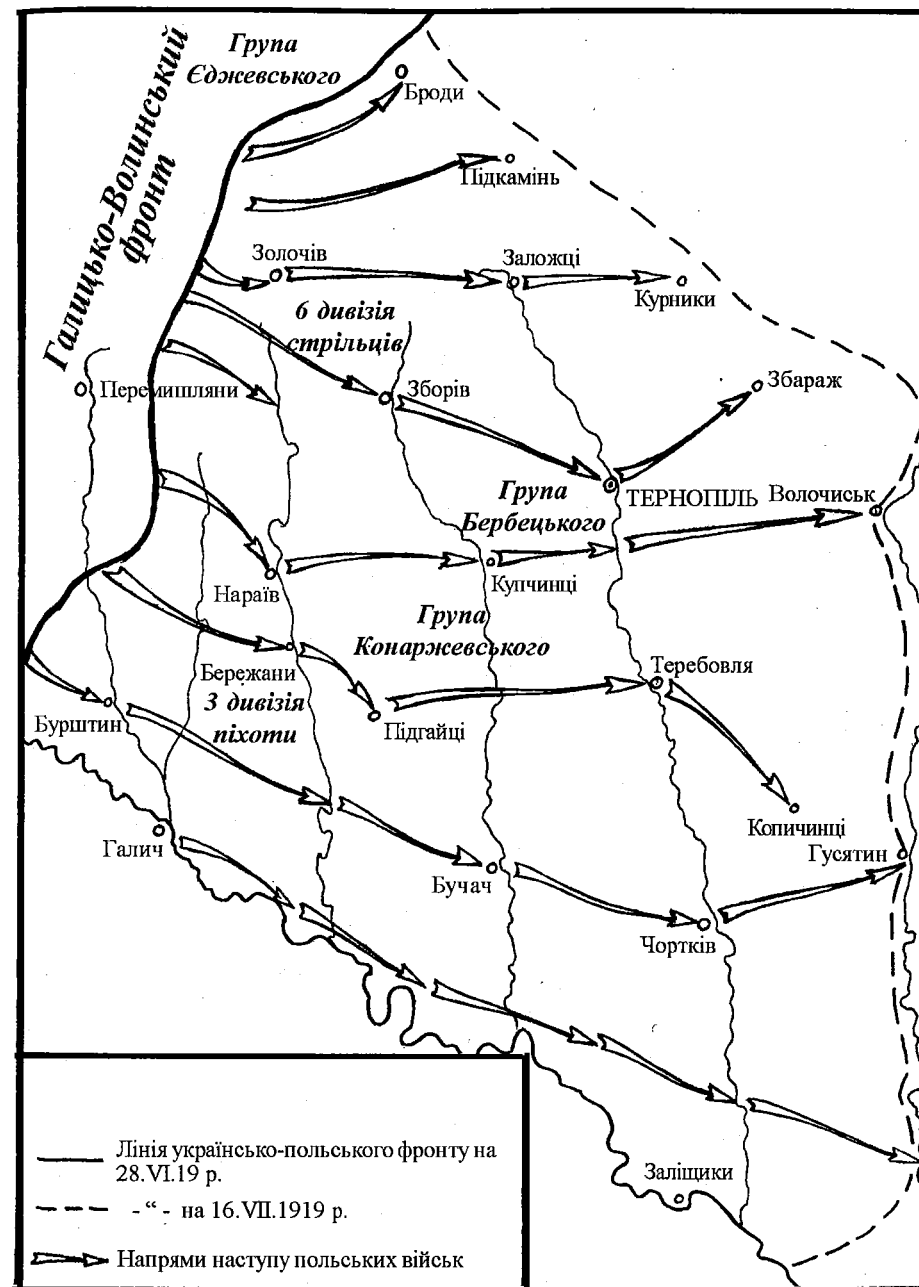 Група
Єджевського
Галицько-Волинський
фронт
Броди
Підкамінь
Золочів
Заложці
Курники
6 дивізія
стрільців
Перемишляни
Зборів
Збараж
Група
Бербецького
ТЕРНОПІЛЬ
Волочиськ
Нараїв
Купчинці
Група
Конаржевського
Бережани
Теребовля
3 дивізія
піхоти
Бурштин
Підгайці
Копичинці
Галич
Гусятин
Бучач
Чортків
Заліщики
Лінія українсько-польського фронту на
28.VI.19 р.
- “ - на 16.VII.1919 р.
Напрями наступу польських військ